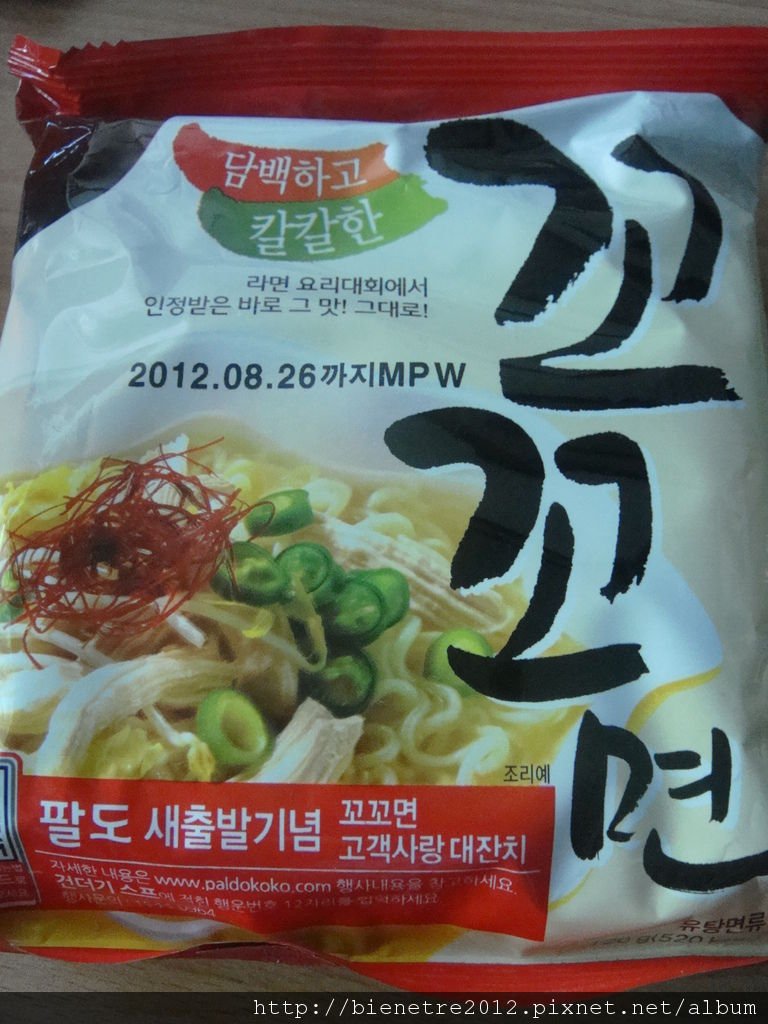 담백하고
칼칼한
라면 요리대회에서
인정받은 바로 그 맛! 그대로!
2012.08.26까지MPW
꼬
꼬
면
조리예
팔도 새출발기념 꼬꼬면
고객사랑 대잔치
자세한 내용은 www.paldokoko.com 행사내용을 참고하세요.
건더기 스프에 적힌 행운번호 12자리를 입력하세요
행사문의
유탕면류
http://bienetre2012.pixnet.net/album